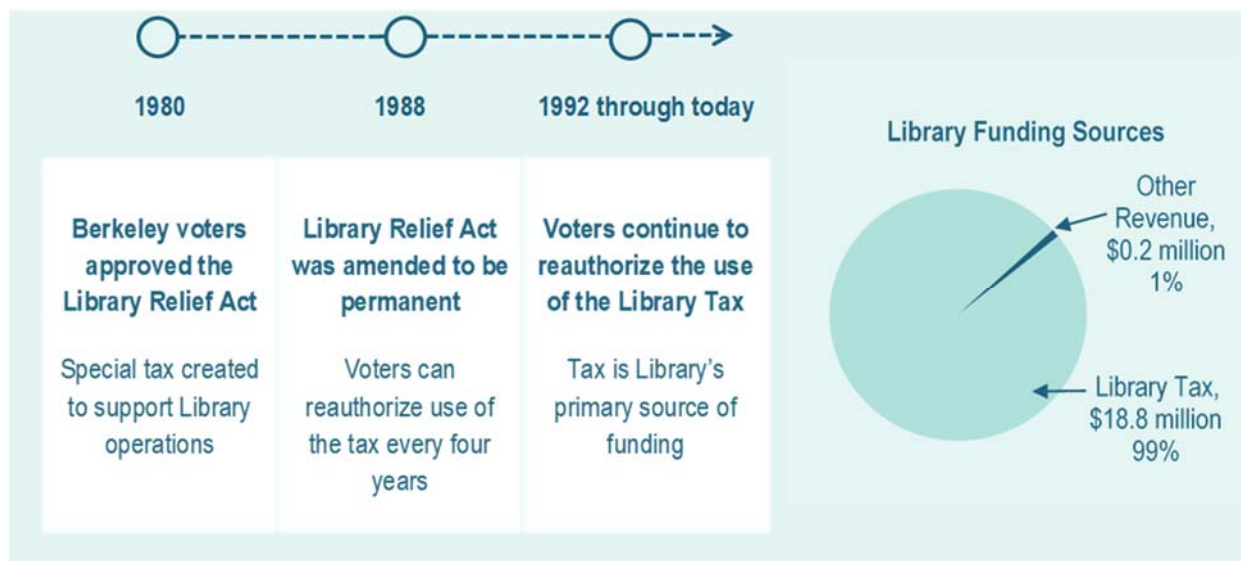 1980
1988
1992 through today
Berkeley voters
approved the
Library Relief Act
Special tax created
to support Library
operations
Library Relief Act
was amended to be
permanent
Voters can
reauthorize use of
the tax every four
years
Voters continue to
reauthorize the use
of the Library Tax
Tax is Library’s
primary source of
funding
Library Funding Sources
Other
Revenue,
$0.2 million
1%
Library Tax,
$18.8 million
99%